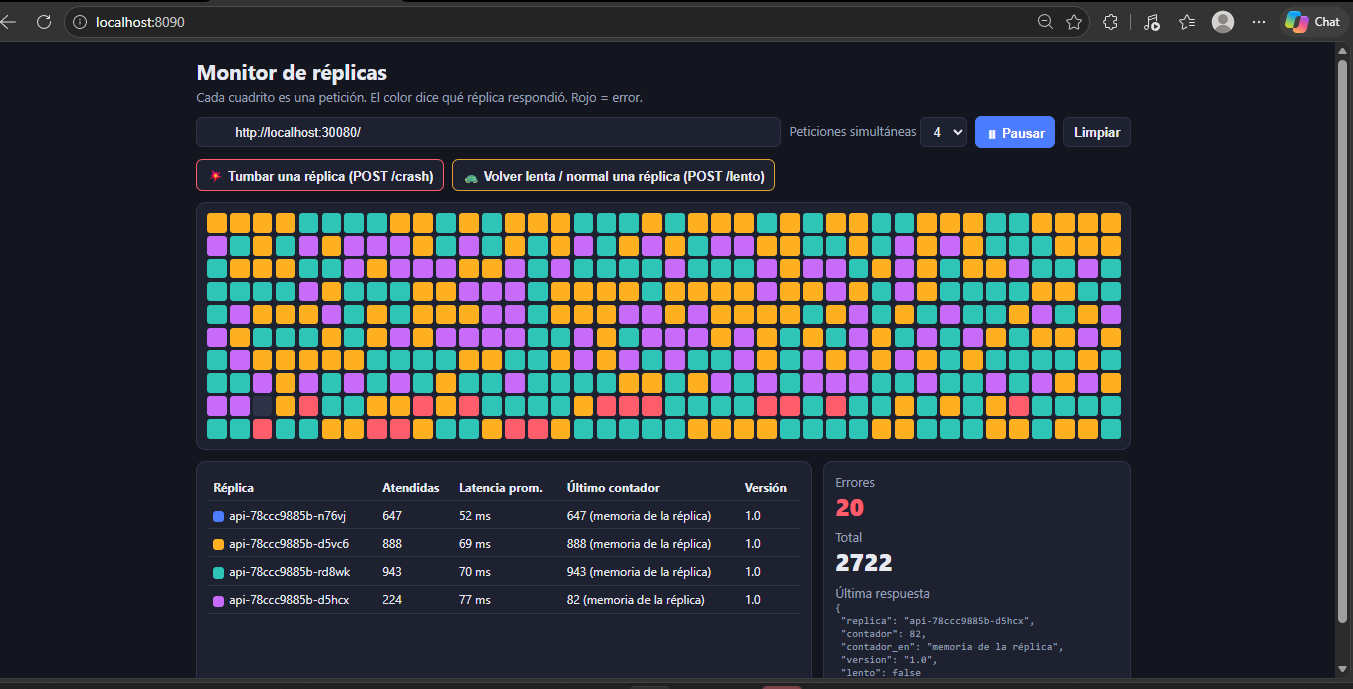 localhost:8090
Chat
Monitor de réplicas
Cada cuadrito es una petición. El color dice qué réplica respondió. Rojo = error.
http://localhost:30080/
Peticiones simultáneas 4
Pausar
Limpiar
Tumbar una réplica (POST /crash)
Volver lenta / normal una réplica (POST /lento)
Réplica Atendidas Latencia prom. Último contador Versión
api-78ccc9885b-n76vj 647 52 ms 647 (memoria de la réplica) 1.0
api-78ccc9885b-d5vc6 888 69 ms 888 (memoria de la réplica) 1.0
api-78ccc9885b-rd8wk 943 70 ms 943 (memoria de la réplica) 1.0
api-78ccc9885b-d5hcx 224 77 ms 82 (memoria de la réplica) 1.0
Errores
20
Total
2722
Última respuesta
{
"replica": "api-78ccc9885b-d5hcx",
"contador": 82,
"contador_en": "memoria de la réplica",
"version": "1.0",
"lento": false